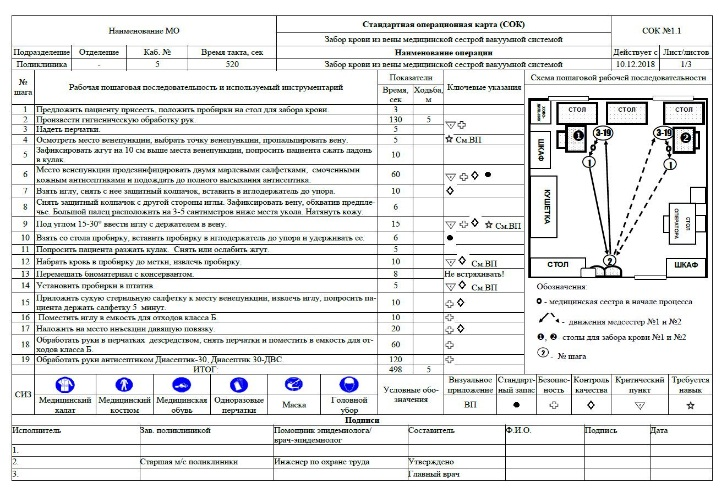 Наименование МО
Стандартная операционная карта (СОК)
Забор крови из вены медицинской сестрой вакуумной системой
СОК №1.1
Подразделение Отделение Каб. № Время такта, сек Наименование операции Действует с Лист/листов
Поликлиника - 5 520 Забор крови из вены медицинской сестрой вакуумной системой 10.12.2018 1/3
№ шага
Рабочая пошаговая последовательность и используемый инструментарий
Показатели
Время, сек
Ходьба, м
Ключевые указания
Схема пошаговой рабочей последовательности
1 Предложить пациенту присесть, положить пробирки на стол для забора крови. 3
2 Произвести гигиеническую обработку рук. 130 5
3 Надеть перчатки. 5
4 Осмотреть место венепункции, выбрать точку венепункции, пропальпировать вену. 5 См.ВП
5 Зафиксировать жгут на 10 см выше места венепункции, попросить пациента сжать ладонь
в кулак. 10
6 Место венепункции продезинфицировать двумя марлевыми салфетками, смоченными
кожным антисептиками и подождать до полного высыхания антисептика. 60
7 Взять иглу, снять с нее защитный колпачок, вставить в иглодержатель до упора. 10
8 Снять защитный колпачок с другой стороны иглы. Зафиксировать вену, обхватив предпле-
чье. Большой палец расположить на 3-5 сантиметров ниже места укола. Натянуть кожу 6
9 Под углом 15-30° ввести иглу с держателем в вену. 15 См.ВП
10 Взять со стола пробирку, вставить пробирку в иглодержатель до упора и удерживать ее. 6
11 Попросить пациента разжать кулак. Снять или ослабить жгут. 5
12 Набрать кровь в пробирку до метки, извлечь пробирку. 10 См.ВП
13 Перемешать биоматериал с консервантом. 8 Не встряхивать!
14 Установить пробирки в штатив. 5 См.ВП
15 Приложить сухую стерильную салфетку к месту венепункции, извлечь иглу, попросить па-
циента держать салфетку 5 минут. 10
16 Поместить иглу в емкость для отходов класса Б. 10
17 Наложить на место инъекции давящую повязку. 20
18 Обработать руки в перчатках дезсредством, снять перчатки и поместить в емкость для от-
ходов класса Б. 60
19 Обработать руки антисептиком Диасептик-30, Диасептик 30-ДВС 120
ИТОГ: 498 5
СТОЛ
СТОЛ
1
3-19
3-19
2
1
1
ШКАФ
КУШЕТКА
СТОЛ
ОПЕРАТОРА
2
СТОЛ
ШКАФ
Обозначения:
- медицинская сестра в начале процесса
- движения медсестер №1 и №2
1, 2 столы для забора крови №1 и №2
? - № шага
СИЗ
Медицинский халат
Медицинский костюм
Медицинская обувь
Одноразовые перчатки
Маска
Головной убор
Условные обо-
значения
Визуальное приложение
Стандарт-
ный запас
Безопас-
ность
Контроль качества
Критический пункт
Требуется навык
ВП
Подписи
Исполнитель Зав. поликлиникой Помощник эпидемиолога/ врач-эпидемиолог Составитель Ф.И.О. Подпись Дата
1.
2. Старшая м/с поликлиники Инженер по охране труда Утверждено
3. Главный врач